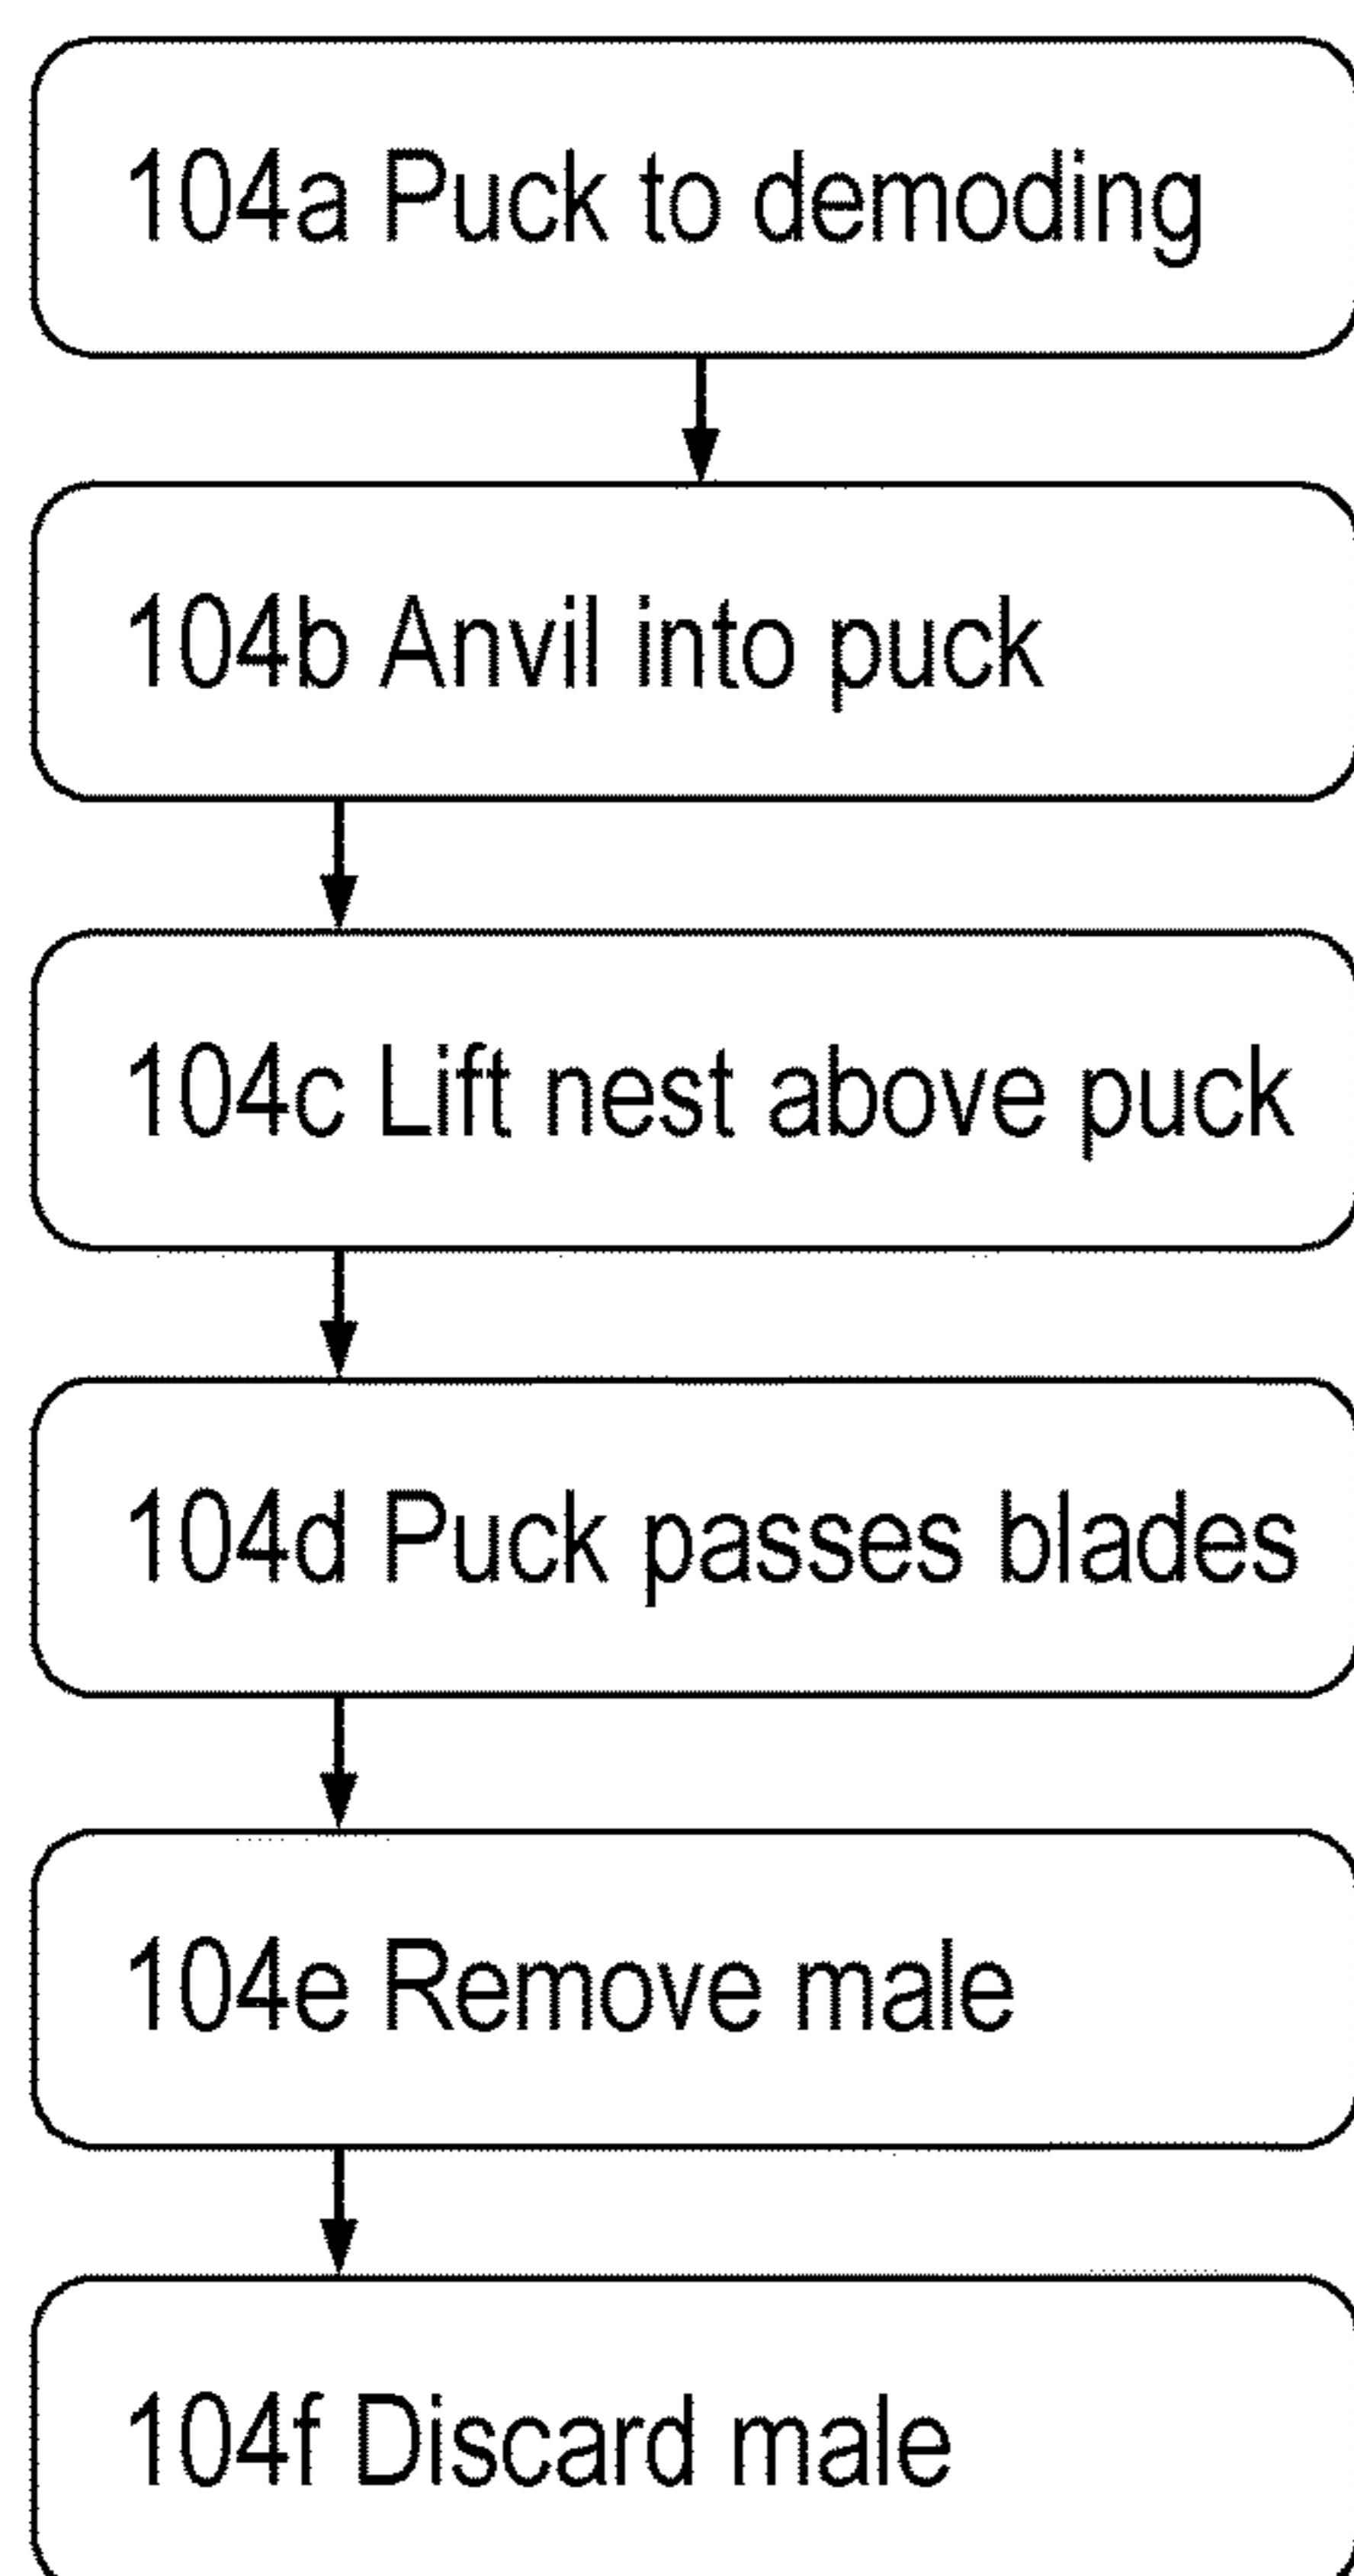 104a Puck to demoding
104b Anvil into puck
104c Lift nest above puck
104d Puck passes blades
104e Remove male
104f Discard male